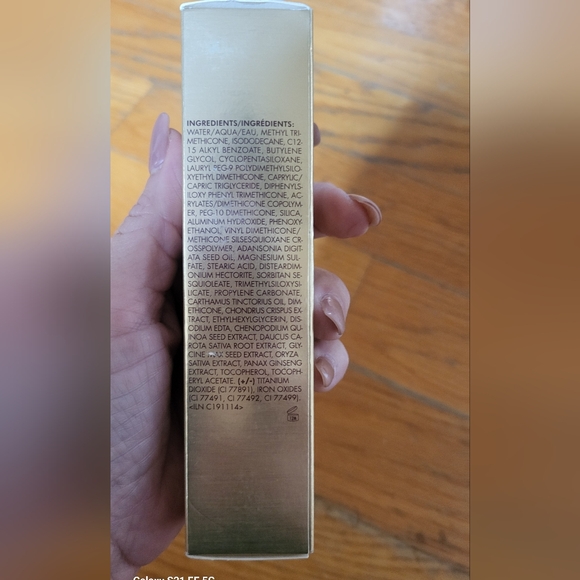 INGREDIENTS/INGRÉDIENTS:
WATER/AQUA/EAU, METHYL TRI-
METHICONE, ISODODECANE, C12-
15 ALKYL BENZOATE, BUTYLENE
GLYCOL, CYCLOPENTASILOXANE,
LAURYL PEG-9 POLYDIMETHYLSIL-
OXYETHYL DIMETHICONE, CAPRYLIC/
CAPRIC TRIGLYCERIDE, DIPHENYLS-
ILOXY PHENYL TRIMETHICONE, AC-
RYLATES/DIMETHICONE COPOLYM-
ER, PEG-10 DIMETHICONE, SILICA,
ALUMINUM HYDROXIDE, PHENOXY-
ETHANOL, VINYL DIMETHICONE/
METHICONE SILSESQUIOXANE CR-
OSSPOLYMER, ADANSONIA DIGIT-
ATA SEED OIL, MAGNESIUM SUL-
FATE, STEARIC ACID, DISTEARDIM-
ONIUM HECTORITE, SORBITAN SE-
SQUIOLEATE, TRIMETHYLSILOXYSI-
LICATE, PROPYLENE CARBONATE,
CARTHAMUS TINCTORIUS OIL, DIM-
ETHICONE, CHONDRUS CRISPUS EX-
TRACT, ETHYLHEXYLGLYCERIN, DIS-
ODIUM EDTA, CHENOPODIUM QU-
INOA SEED EXTRACT, DAUCUS CA-
ROTA SATIVA ROOT EXTRACT, GLY-
CINE SEED EXTRACT, ORYZA
SATIVA EXTRACT, PANAX GINSENG
EXTRACT, TOCOPHEROL, TOCOPH-
ERYL ACETATE. (+/-) TITANIUM
DIOXIDE (CI 77891), IRON OXIDES
(CI 77491, CI 77492, CI 77499).
<ILN C191114>